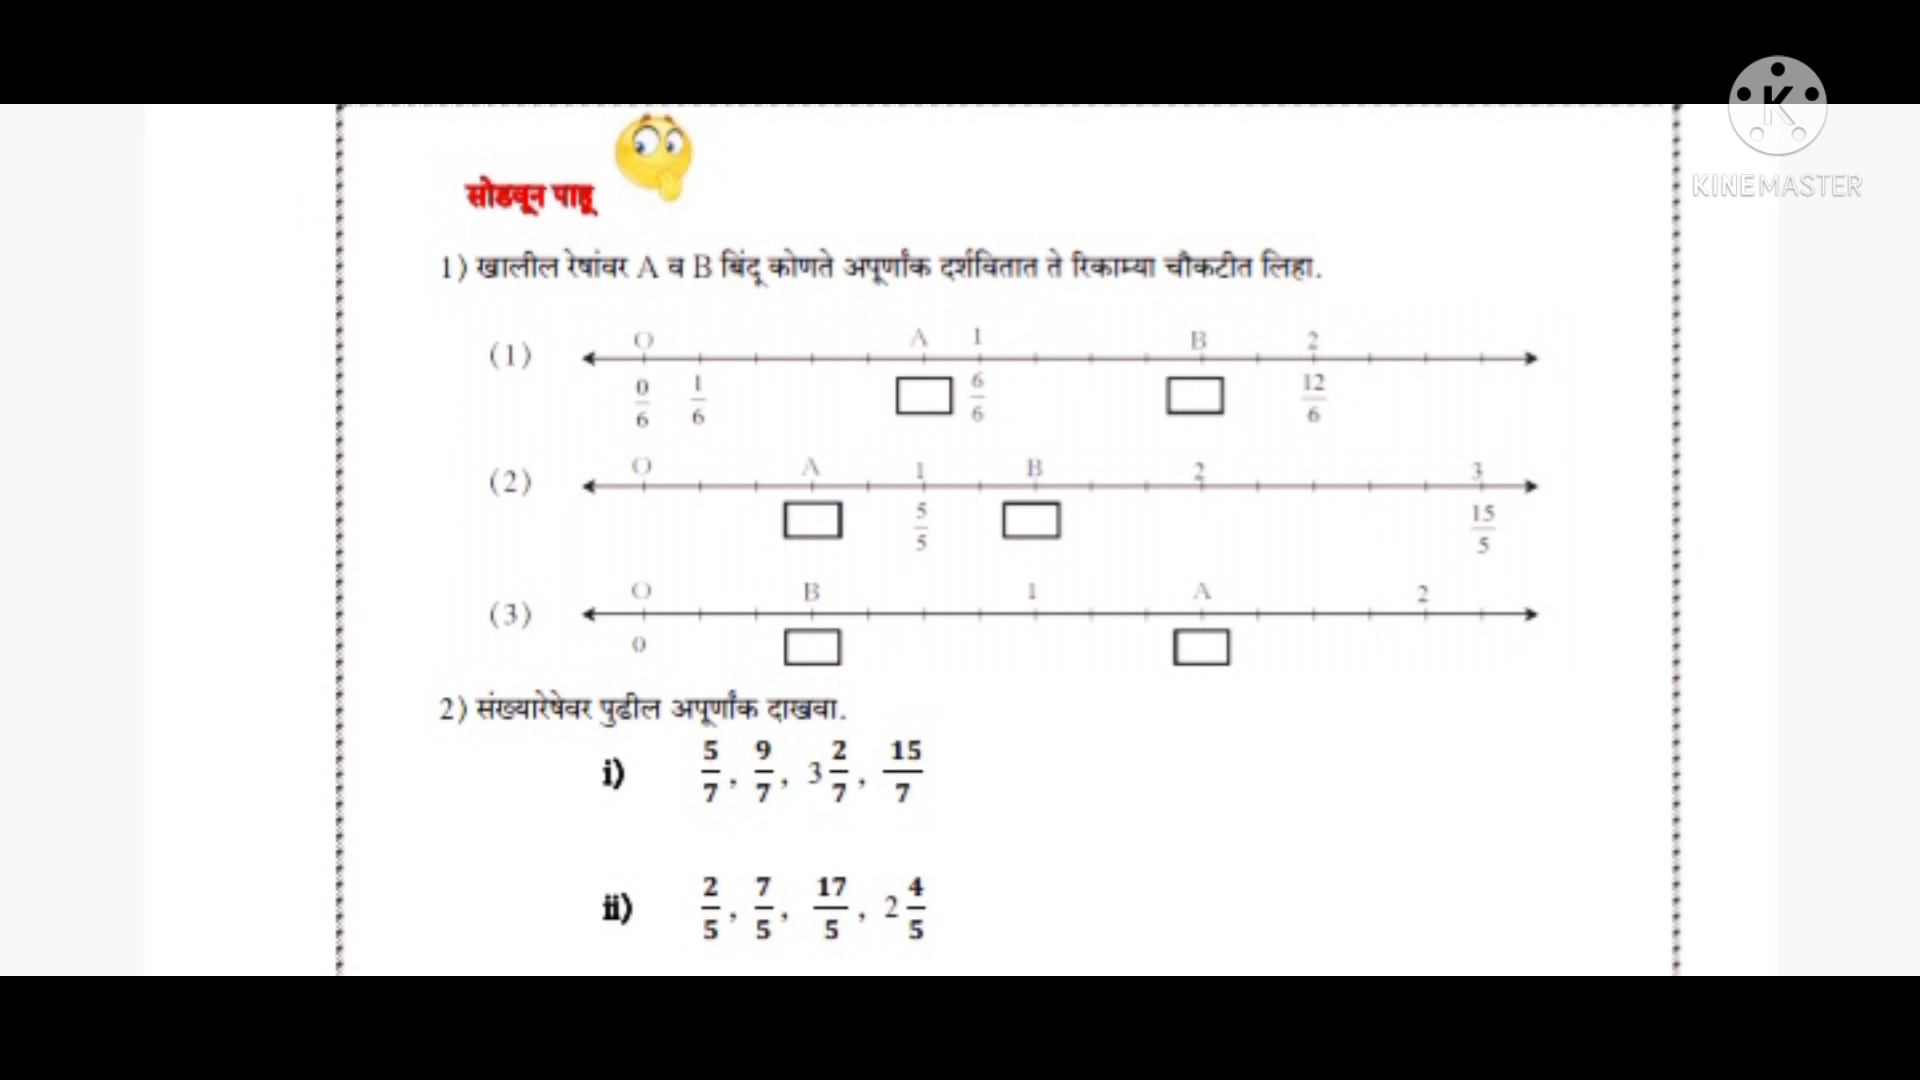 KINEMASTER
सोडवून पाहू
1) खालील रेषांवर A व B बिंदू कोणते अपूर्णांक दर्शवितात ते रिकाम्या चौकटीत लिहा.
(1) O A 1 B 2
0/6 1/6 6/6 12/6
(2) O A 1 B 2 3
5/5 15/5
(3) O B 1 A 2
0
2) संख्यारेषेवर पुढील अपूर्णांक दाखवा.
i) 5/7, 9/7, 3 2/7, 15/7
ii) 2/5, 7/5, 17/5, 2 4/5